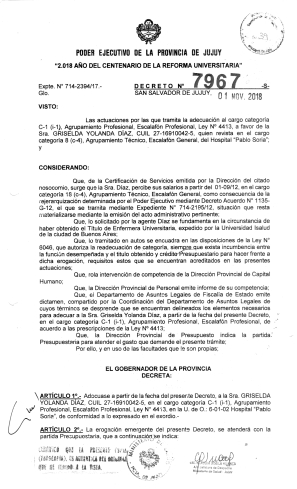 PODER EJECUTIVO DE LA PROVINCIA DE JUJUY
"2.018 AÑO DEL CENTENARIO DE LA REFORMA UNIVERSITARIA"
Expte. N° 714-2394/17.- DECRETO N° 7967 -S-
Glo. SAN SALVADOR DE JUJUY, 01 NOV. 2018
VISTO:
Las actuaciones por las que tramita la adecuación al cargo categoría
C-1 (i-1), Agrupamiento Profesional, Escalafón Profesional, Ley N° 4413, a favor de la
Sra. GRISELDA YOLANDA DÍAZ, CUIL 27-16910042-5, quien revista en el cargo
categoría 18 (c-4), Agrupamiento Técnico, Escalafón General, del Hospital "Pablo Soria";
y
CONSIDERANDO:
Que, de la Certificación de Servicios emitida por la Dirección del citado
nosocomio, surge que la Sra. Díaz, percibe sus salarios a partir del 01-09/12, en el cargo
categoría 18 (c-4), Agrupamiento Técnico, Escalafón General, como consecuencia de la
rejerarquización determinada por el Poder Ejecutivo mediante Decreto Acuerdo N° 1135-
G-12, el que se tramita mediante Expediente N° 714-2195/12, situación que resta
materializarse mediante la emisión del acto administrativo pertinente;
Que, lo solicitado por la agente Díaz se fundamenta en la circunstancia de
haber obtenido el Título de Enfermera Universitaria, expedido por la Universidad Isalud
de la ciudad de Buenos Aires;
Que, lo tramitado en autos se encuadra en las disposiciones de la Ley N°
6046, que autoriza la readecuación de categoría, siempre que exista incumbencia entre
la función desempeñada y el título obtenido y crédito Presupuestario para hacer frente a
dicha erogación, requisitos estos que se encuentran acreditados en las presentes
actuaciones;
Que, rola intervención de competencia de la Dirección Provincial de Capital
Humano;
Que, la Dirección Provincial de Personal emite informe de su competencia;
Que, el Departamento de Asuntos Legales de Fiscalía de Estado emite
dictamen, compartido por la Coordinación del Departamento de Asuntos Legales de
cuyos términos se desprende que se encuentran delineados los elementos necesarios
para adecuar a la Sra. Griselda Yolanda Díaz, a partir de la fecha del presente Decreto,
en el cargo categoría C-1 (i-1), Agrupamiento Profesional, Escalafón Profesional, de
acuerdo a las prescripciones de la Ley N° 4413;
Que, la Dirección Provincial de Presupuesto indica la partida
Presupuestaria para atender el gasto que demande el presente trámite;
Por ello, y en uso de las facultades que le son propias;
EL GOBERNADOR DE LA PROVINCIA
DECRETA:
ARTÍCULO 1°.- Adecuase a partir de la fecha del presente Decreto, a la Sra. GRISELDA
YOLANDA DÍAZ, CUIL 27-16910042-5, en el cargo categoría C-1 (i-1), Agrupamiento
Profesional, Escalafón Profesional, Ley N° 4413, en la U. de O.: 6-01-02 Hospital "Pablo
Soria", de conformidad a lo expresado en el exordio.-
ARTÍCULO 2°.- La erogación emergente del presente Decreto, se atenderá con la
partida Presupuestaria, que a continuación se indica: